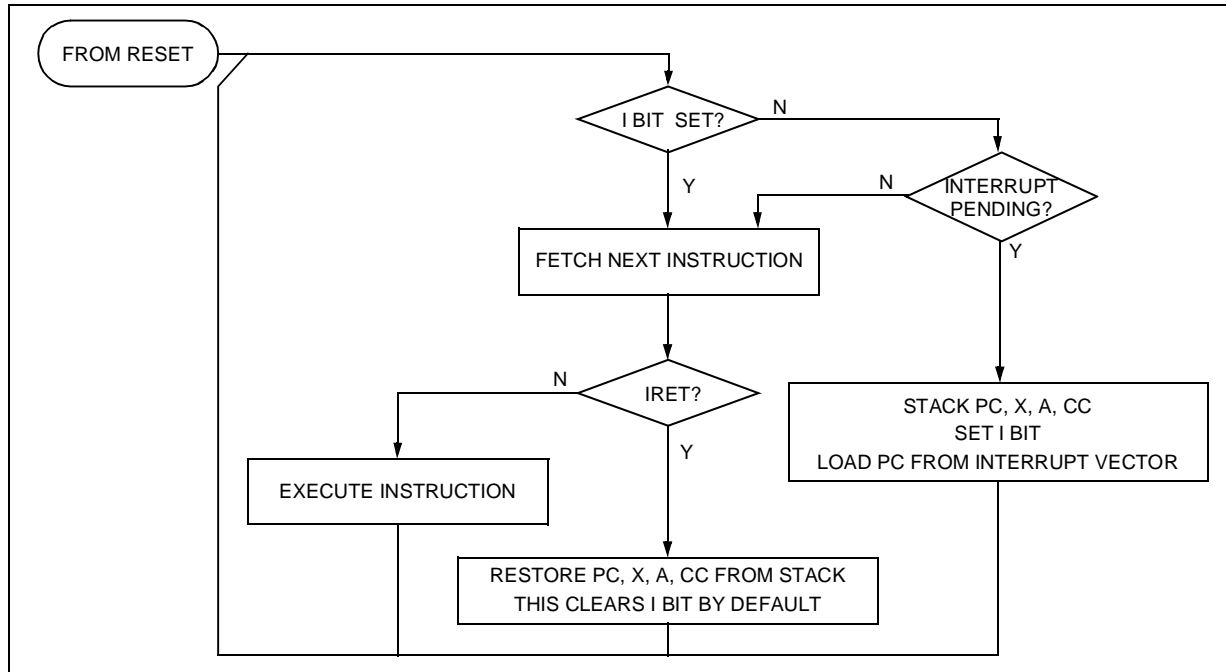 FROM RESET
I BIT SET?
N
Y
N
INTERRUPT
PENDING?
Y
FETCH NEXT INSTRUCTION
N
IRET?
Y
STACK PC, X, A, CC
SET I BIT
LOAD PC FROM INTERRUPT VECTOR
EXECUTE INSTRUCTION
RESTORE PC, X, A, CC FROM STACK
THIS CLEARS I BIT BY DEFAULT